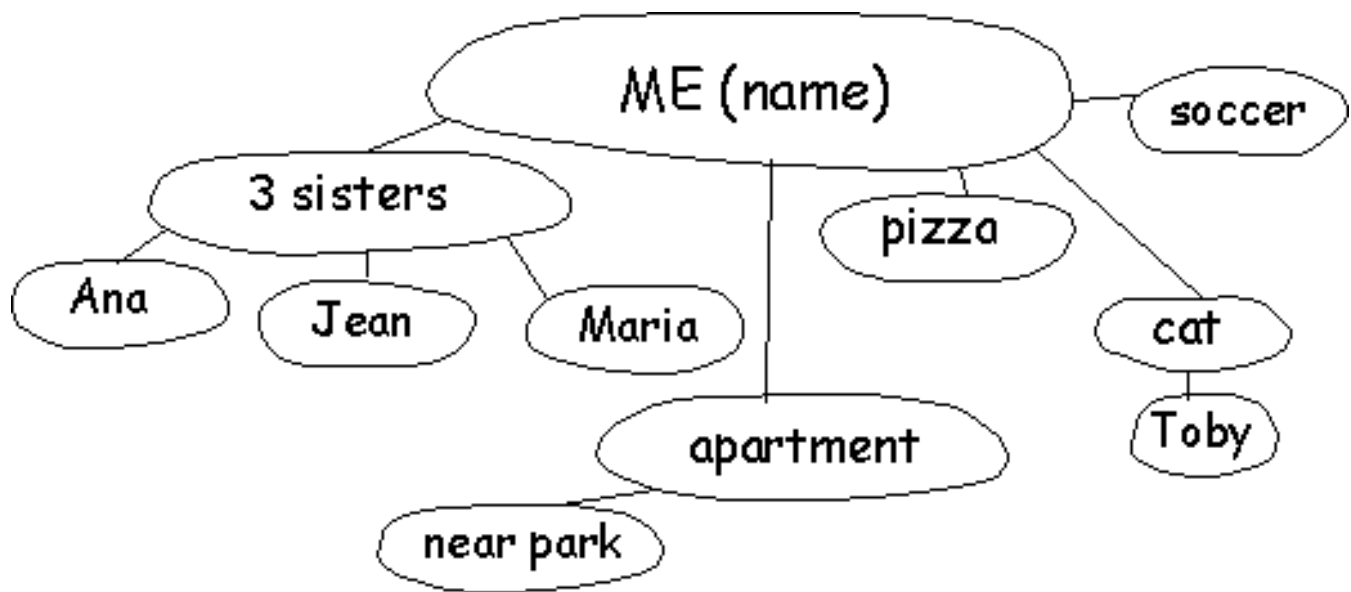 ME (name)
soccer
3 sisters
pizza
Ana
Jean
Maria
cat
Toby
apartment
near park